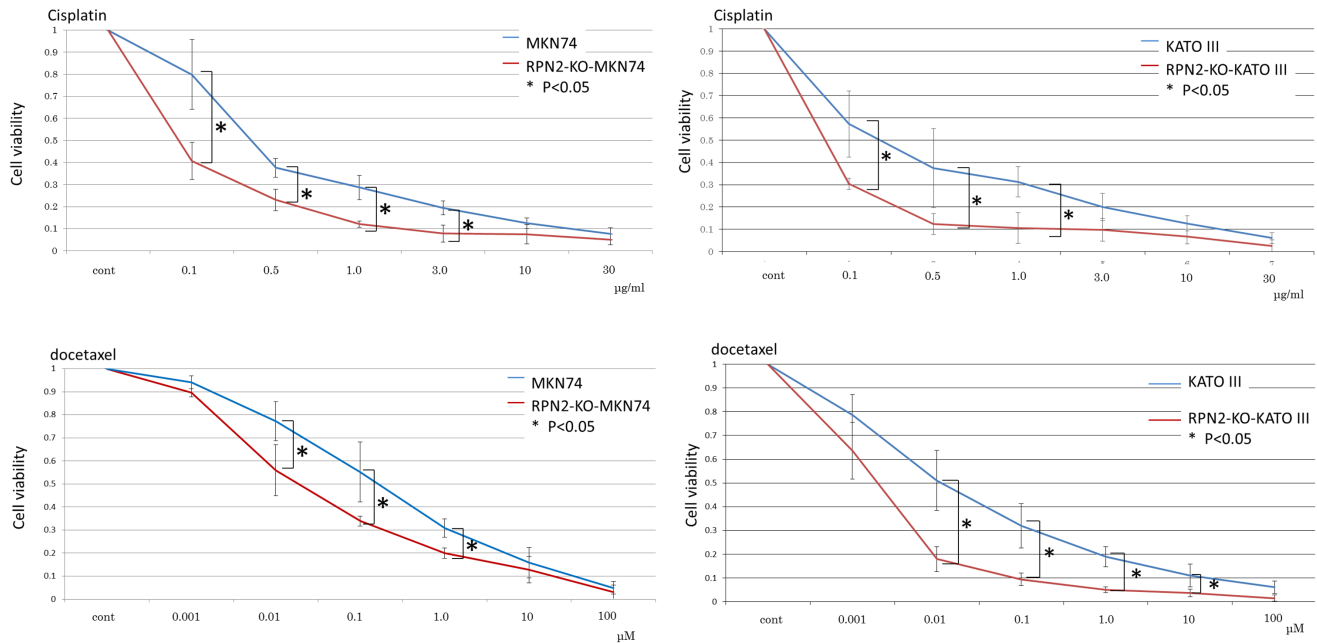 Cisplatin
Cell viability
1
0.9
0.8
0.7
0.6
0.5
0.4
0.3
0.2
0.1
0
MKN74
RPN2-KO-MKN74
* P<0.05
*
*
*
*
cont 0.1 0.5 1.0 3.0 10 30
µg/ml
Cisplatin
Cell viability
1
0.9
0.8
0.7
0.6
0.5
0.4
0.3
0.2
0.1
0
KATO III
RPN2-KO-KATO III
* P<0.05
*
*
*
cont 0.1 0.5 1.0 3.0 10 30
µg/ml
docetaxel
Cell viability
1
0.9
0.8
0.7
0.6
0.5
0.4
0.3
0.2
0.1
0
MKN74
RPN2-KO-MKN74
* P<0.05
*
*
*
cont 0.001 0.01 0.1 1.0 10 100
µM
docetaxel
Cell viability
1
0.9
0.8
0.7
0.6
0.5
0.4
0.3
0.2
0.1
0
KATO III
RPN2-KO-KATO III
* P<0.05
*
*
*
*
cont 0.001 0.01 0.1 1.0 10 100
µM